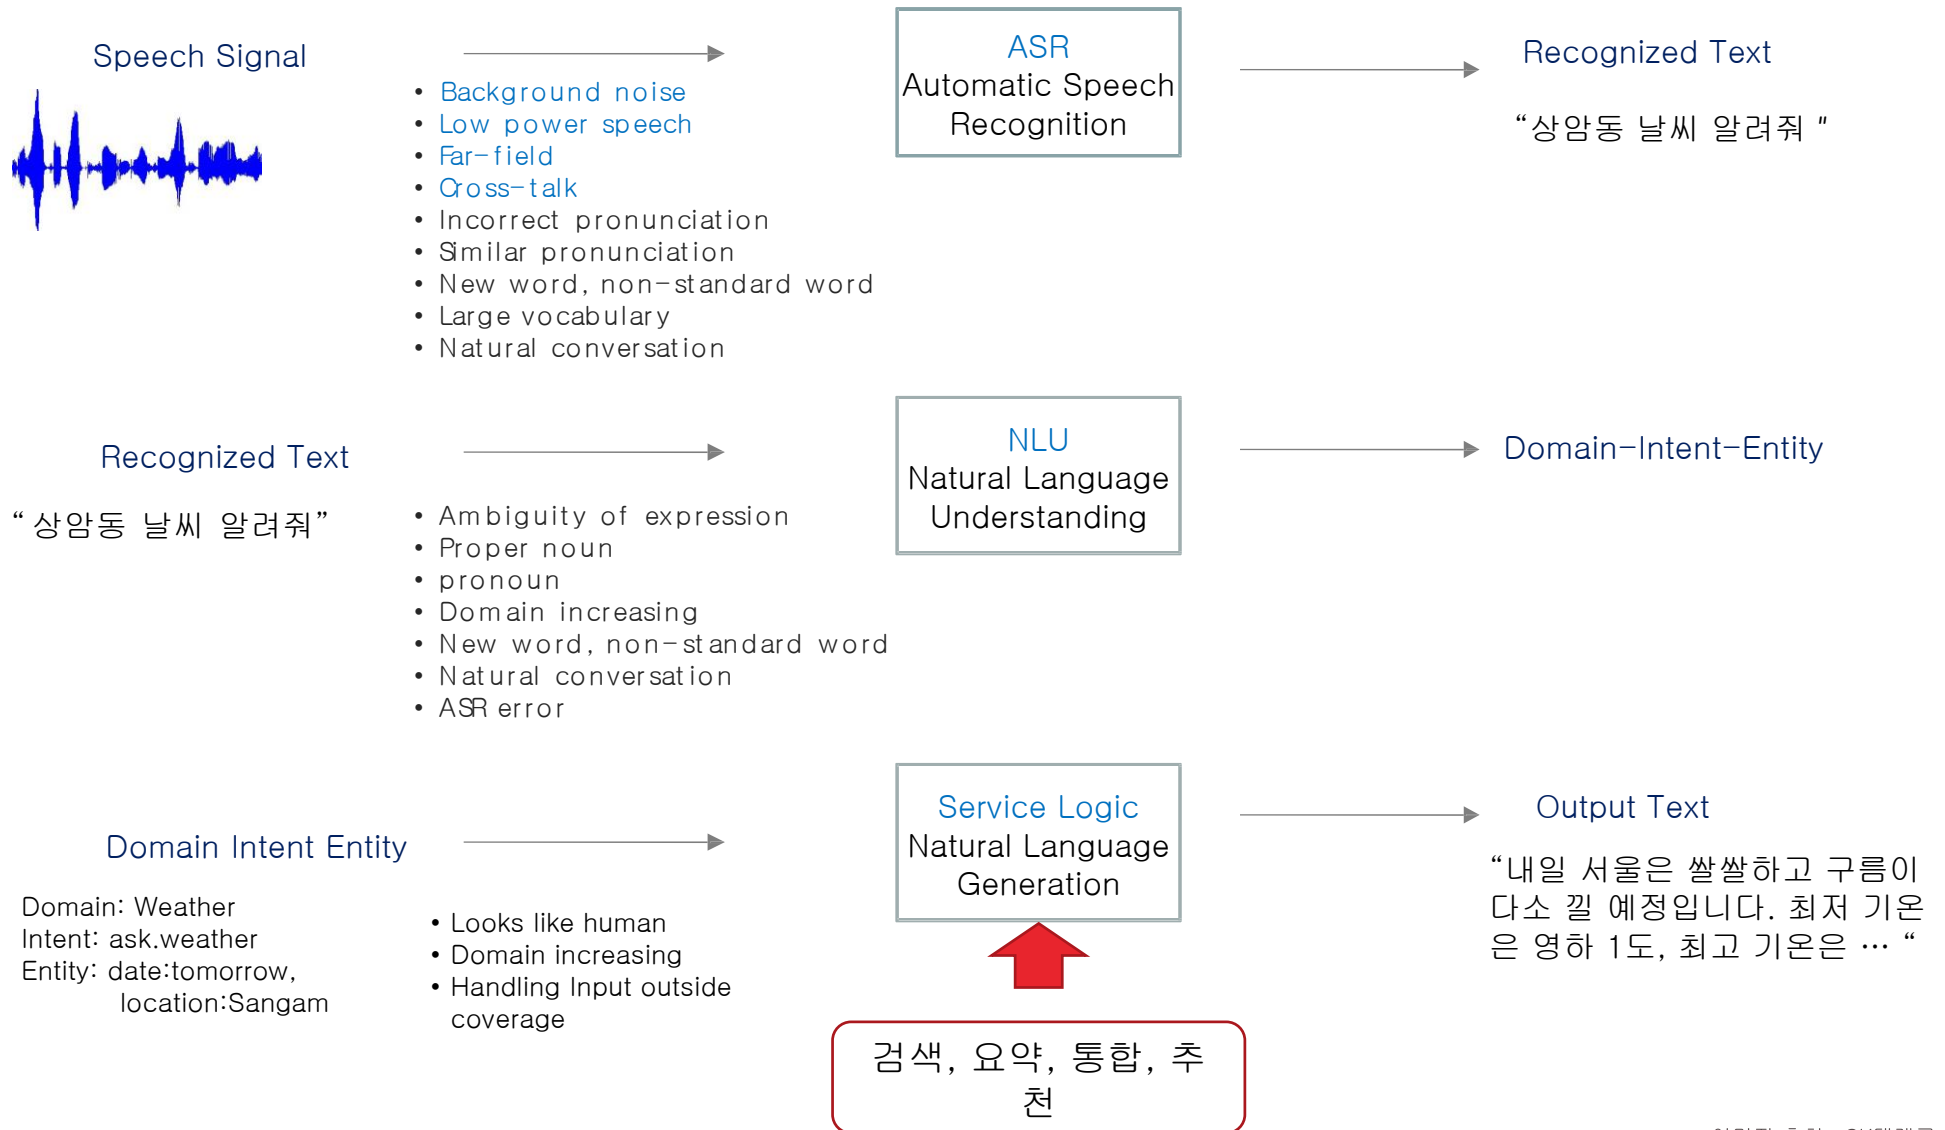 Speech Signal
ASR
Automatic Speech
Recognition
Recognized Text
“상암동 날씨 알려줘 "
• Background noise
• Low power speech
• Far-field
• Cross-talk
• Incorrect pronunciation
• Similar pronunciation
• New word, non-standard word
• Large vocabulary
• Natural conversation
Recognized Text
“상암동 날씨 알려줘”
NLU
Natural Language
Understanding
Domain-Intent-Entity
• Ambiguity of expression
• Proper noun
• pronoun
• Domain increasing
• New word, non-standard word
• Natural conversation
• ASR error
Domain Intent Entity
Domain: Weather
Intent: ask.weather
Entity: date:tomorrow,
location:Sangam
• Looks like human
• Domain increasing
• Handling Input outside
coverage
Service Logic
Natural Language
Generation
Output Text
“내일 서울은 쌀쌀하고 구름이
다소 낄 예정입니다. 최저 기온
은 영하 1도, 최고 기온은 … “
검색, 요약, 통합, 추
천